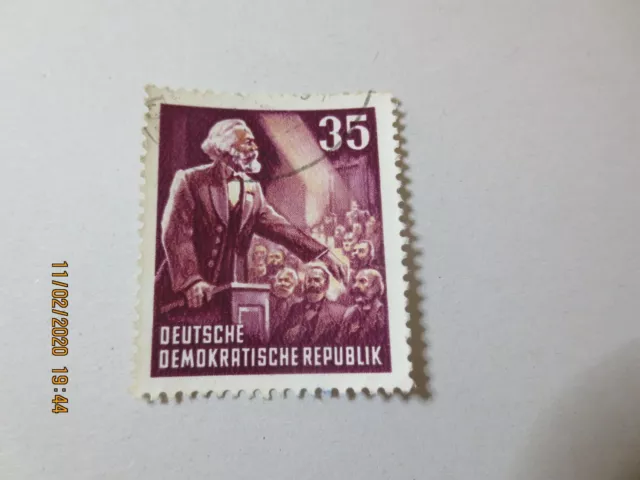 35
DEUTSCHE
DEMOKRATISCHE REPUBLIK
11/02/2020 19:44